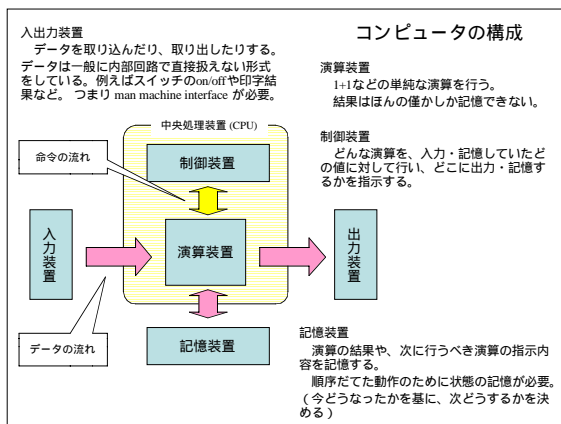 コンピュータの構成
入出力装置
データを取り込んだり、取り出したりする。
データは一般に内部回路で直接扱えない形式
をしている。例えばスイッチのon/offや印字結
果など。 つまり man machine interface が必要。
演算装置
1+1などの単純な演算を行う。
結果はほんの僅かしか記憶できない。
制御装置
どんな演算を、入力・記憶していたど
の値に対して行い、どこに出力・記憶す
るかを指示する。
中央処理装置 (CPU)
命令の流れ
制御装置
入力装置
演算装置
出力装置
データの流れ
記憶装置
記憶装置
演算の結果や、次に行うべき演算の指示内
容を記憶する。
順序だてた動作のために状態の記憶が必要。
(今どうなったかを基に、次どうするかを決
める)